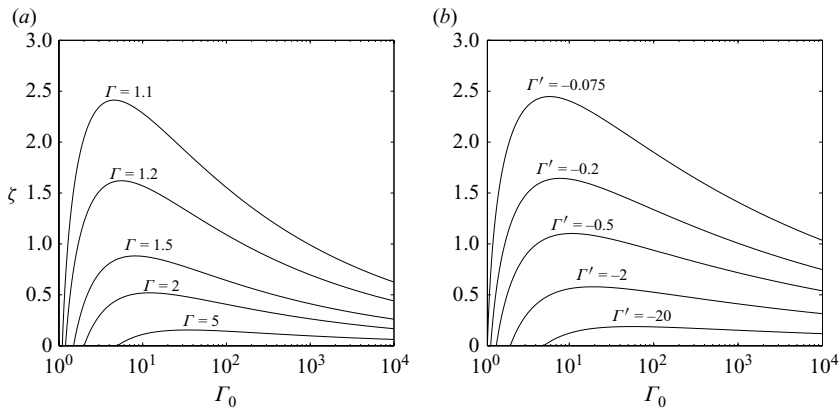 (a) (b)
3.0 3.0
2.5 2.5
2.0 2.0
1.5 1.5
1.0 1.0
0.5 0.5
0 0
ζ
Γ = 1.1
Γ = 1.2
Γ = 1.5
Γ = 2
Γ = 5
Γ′ = –0.075
Γ′ = –0.2
Γ′ = –0.5
Γ′ = –2
Γ′ = –20
10⁰ 10¹ 10² 10³ 10⁴ 10⁰ 10¹ 10² 10³ 10⁴
Γ₀ Γ₀